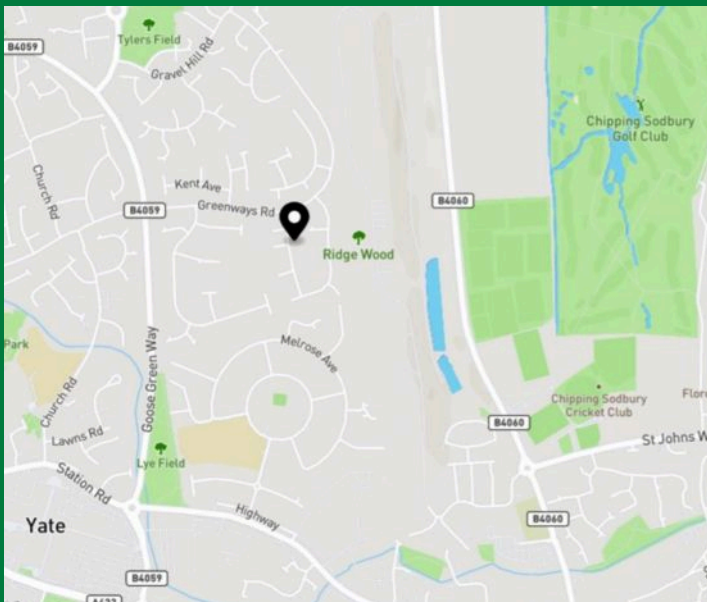 B4059
Tylers Field
Gravel Hill Rd
Chipping Sodbury
Golf Club
Church Rd
Kent Ave
B4059
Greenways Rd
B4060
Ridge Wood
Goose Green Way
Melrose Ave
Park
Church Rd
Chipping Sodbury
Cricket Club
B4060
St Johns W
Lawns Rd
Lye Field
Station Rd
Highway
B4060
Yate
B4059